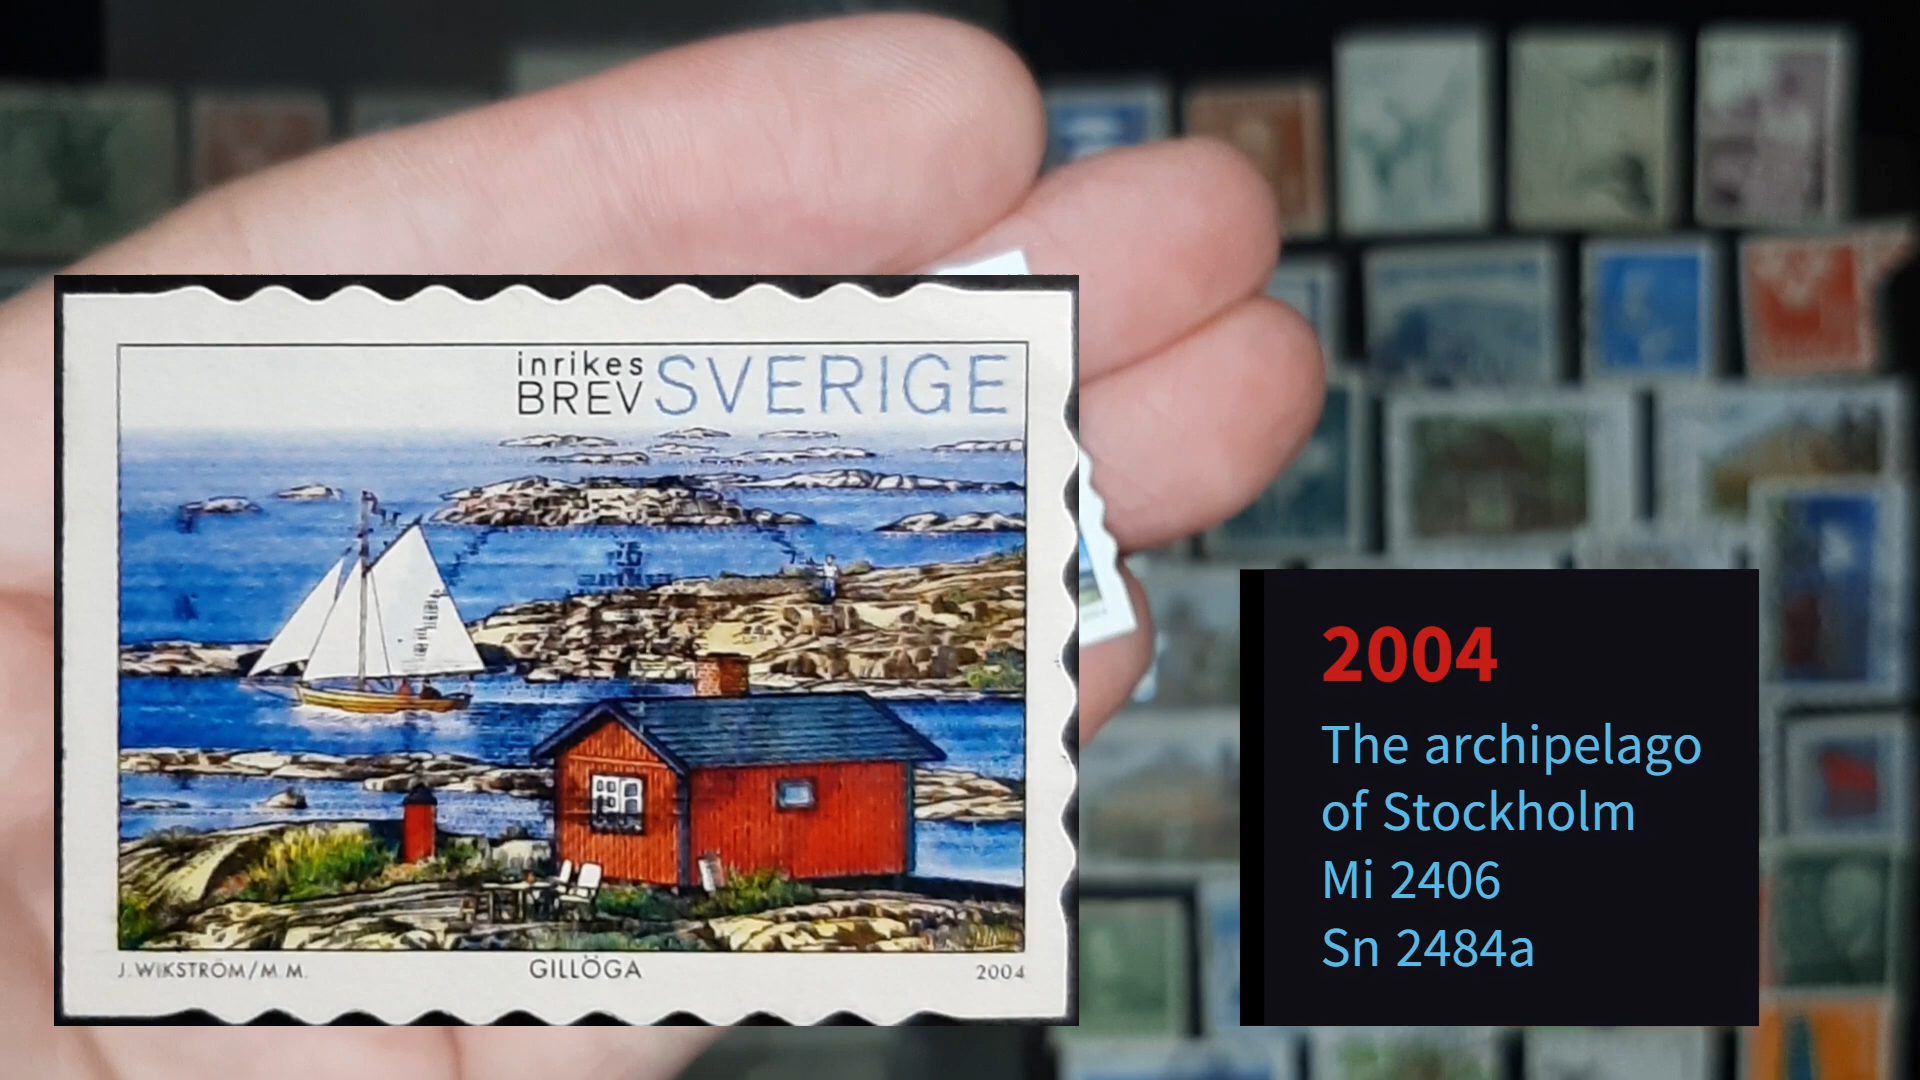 inrikes
BREV SVERIGE
J. WIKSTRÖM/M.M.
GILLÖGA
2004
2004
The archipelago
of Stockholm
Mi 2406
Sn 2484a